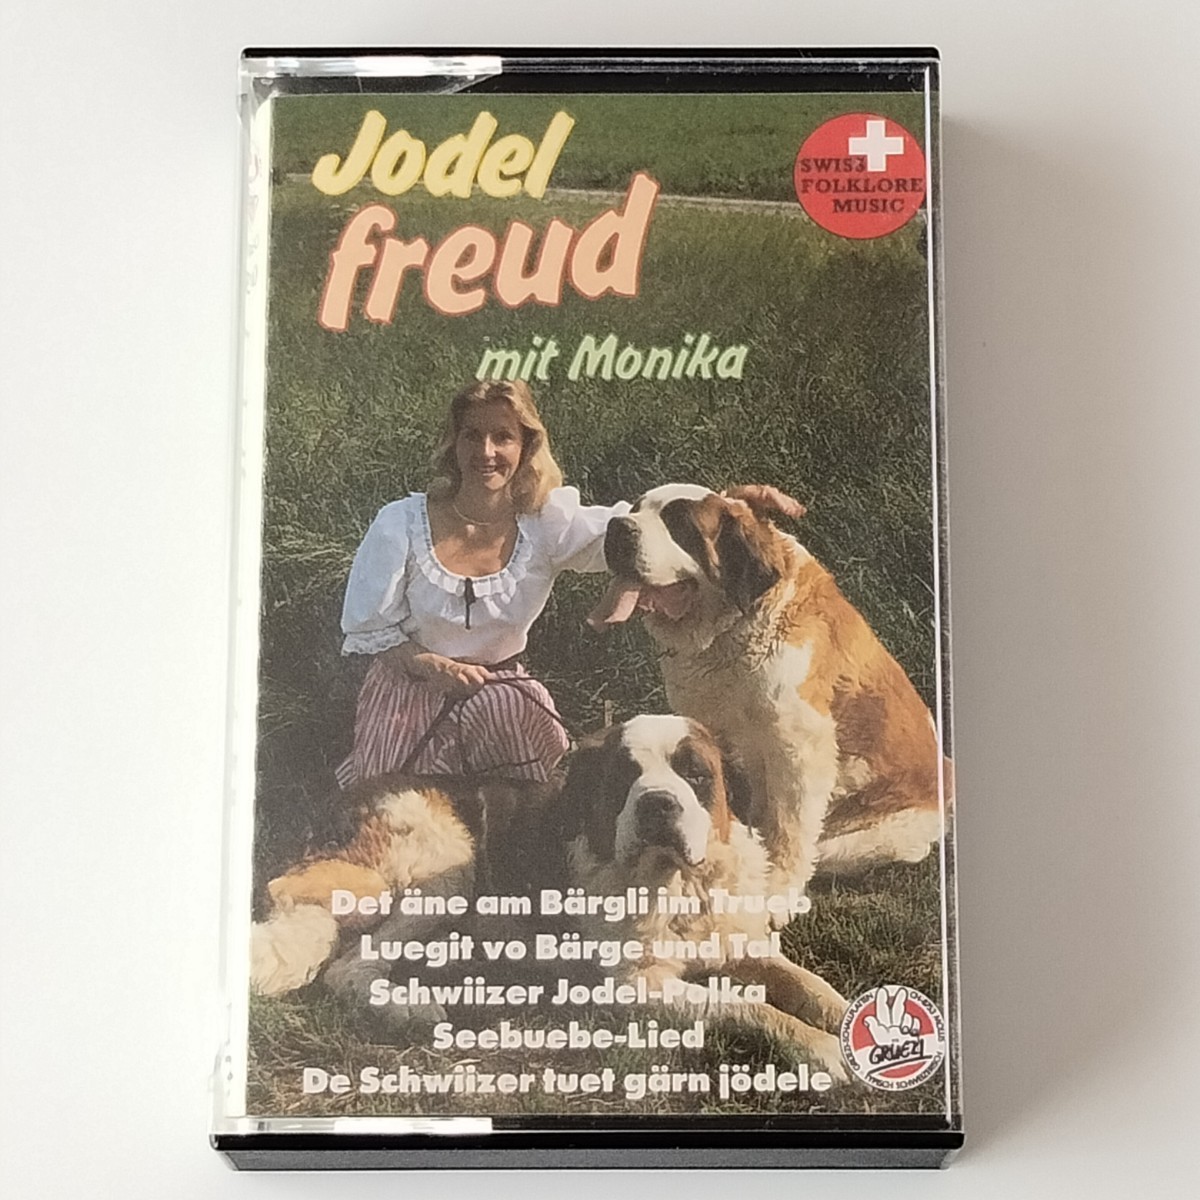 Jodel
freud
mit Monika
SWISS
FOLKLORE
MUSIC
Det äne am Bärgli im Trueb
Luegit vo Bärge und Tal
Schwiizer Jodel-Polka
Seebuebe-Lied
De Schwiizer tuet gärn jödele
GRÜEZI